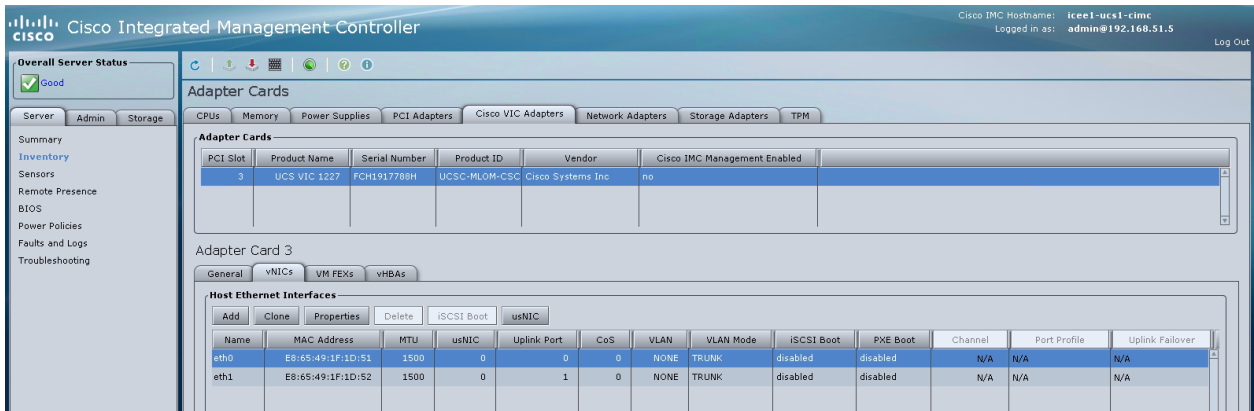 cisco Cisco Integrated Management Controller
Cisco IMC Hostname: icee1-ucs1-cimc
Logged in as: admin@192.168.51.5
Log Out
Overall Server Status
Good
Server Admin Storage
Summary
Inventory
Sensors
Remote Presence
BIOS
Power Policies
Faults and Logs
Troubleshooting
Adapter Cards
CPUs Memory Power Supplies PCI Adapters Cisco VIC Adapters Network Adapters Storage Adapters TPM
Adapter Cards
PCI Slot Product Name Serial Number Product ID Vendor Cisco IMC Management Enabled
3 UCS VIC 1227 FCH1917788H UCSC-MLOM-CSC Cisco Systems Inc no
Adapter Card 3
General vNICs VM FEXs vHBAs
Host Ethernet Interfaces
Add Clone Properties Delete iSCSI Boot usNIC
Name MAC Address MTU usNIC Uplink Port CoS VLAN VLAN Mode iSCSI Boot PXE Boot Channel Port Profile Uplink Failover
eth0 E8:65:49:1F:1D:51 1500 0 0 0 NONE TRUNK disabled disabled N/A N/A N/A
eth1 E8:65:49:1F:1D:52 1500 0 1 0 NONE TRUNK disabled disabled N/A N/A N/A